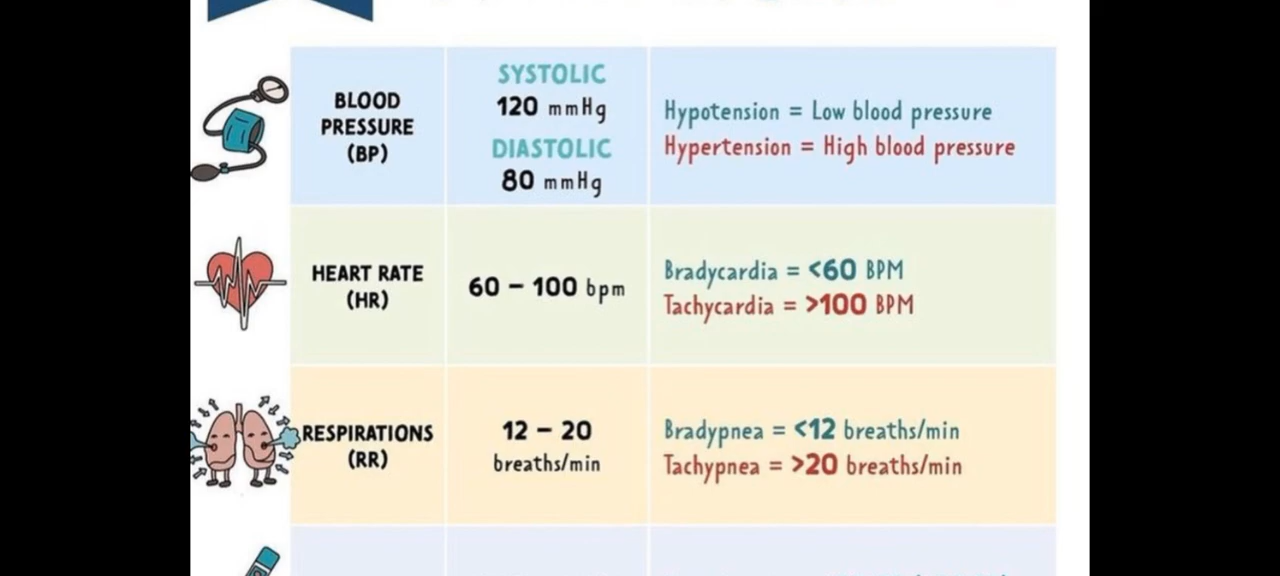 BLOOD
PRESSURE
(BP)
SYSTOLIC
120 mmHg
DIASTOLIC
80 mmHg
Hypotension = Low blood pressure
Hypertension = High blood pressure
HEART RATE
(HR)
60 – 100 bpm
Bradycardia = <60 BPM
Tachycardia = >100 BPM
RESPIRATIONS
(RR)
12 – 20
breaths/min
Bradypnea = <12 breaths/min
Tachypnea = >20 breaths/min